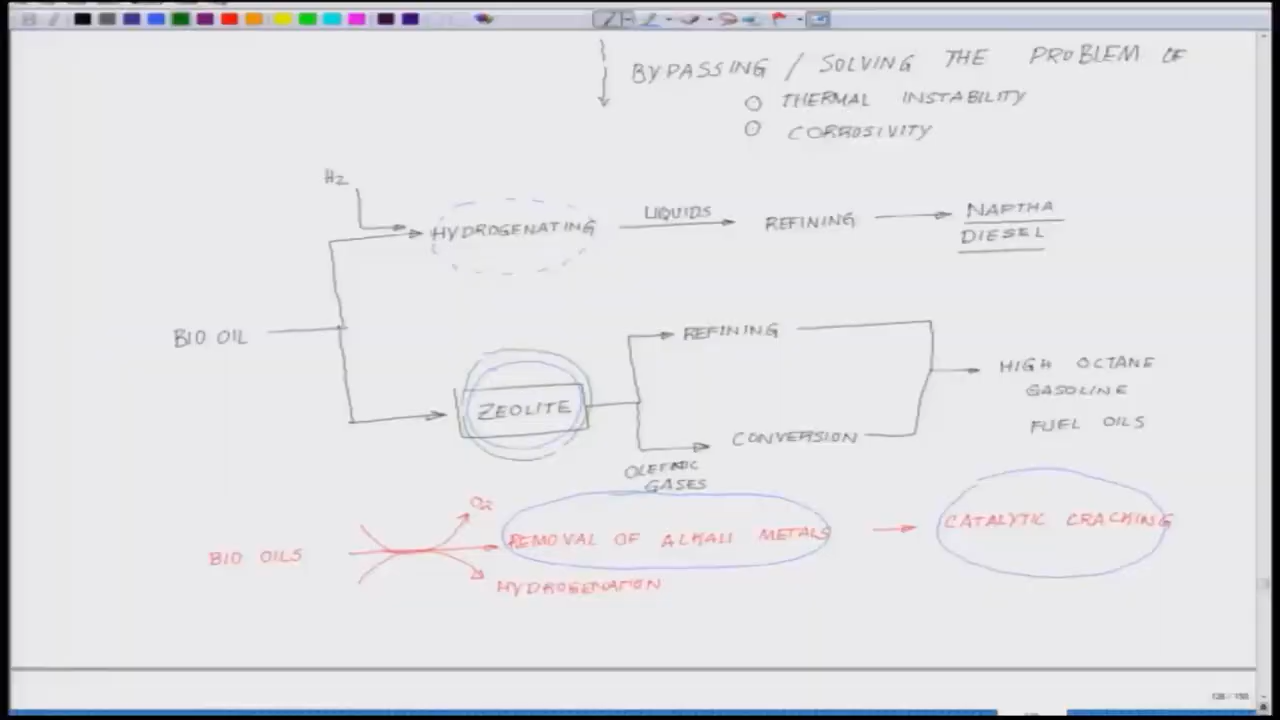 BYPASSING / SOLVING THE PROBLEM OF
O THERMAL INSTABILITY
O CORROSIVITY
H2
HYDROGENATING
LIQUIDS
REFINING
NAPTHA
DIESEL
BIO OIL
ZEOLITE
REFINING
CONVERSION
OLEFINIC
GASES
HIGH OCTANE
GASOLINE
FUEL OILS
BIO OILS
O2
REMOVAL OF ALKALI METALS
HYDROGENATION
CATALYTIC CRACKING